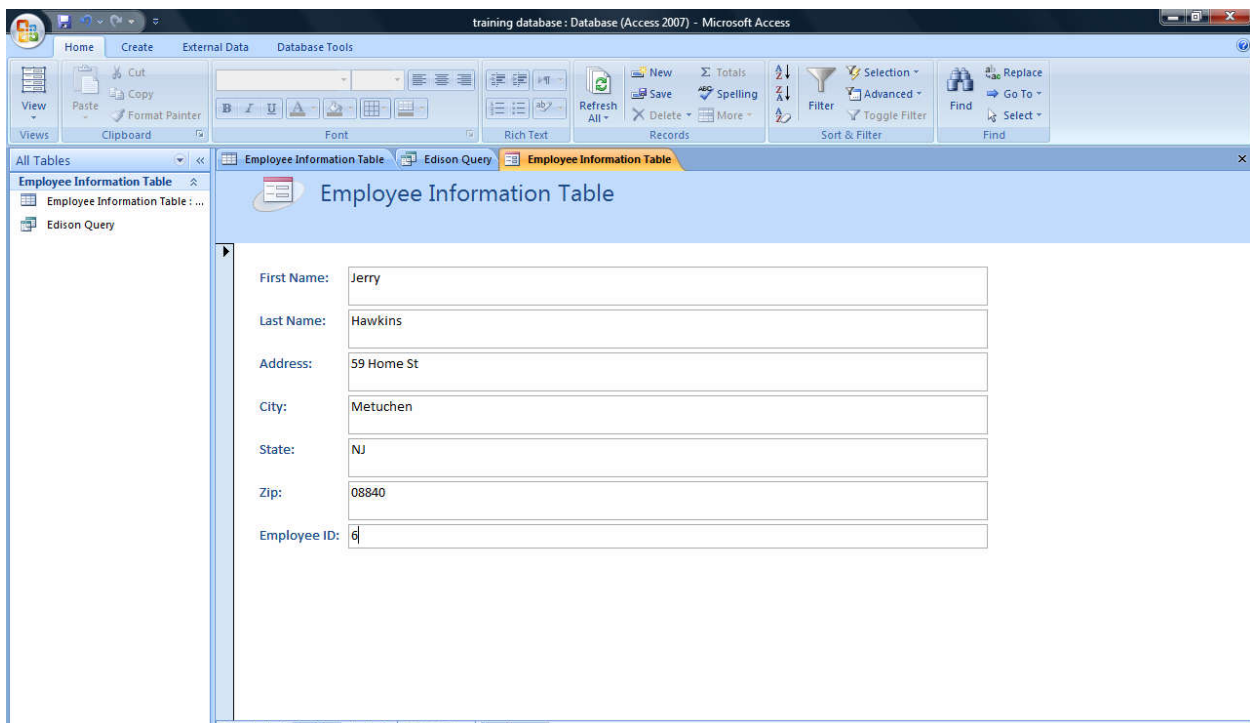 training database : Database (Access 2007) - Microsoft Access
Home Create External Data Database Tools
View
Views
Paste
Cut
Copy
Format Painter
Clipboard
B I U A
Font
ab
Rich Text
Refresh
All
New
Save
Delete
Σ Totals
ABC Spelling
More
Records
A Z
Z A
A Z
Filter
Selection
Advanced
Toggle Filter
Sort & Filter
Find
ab ac Replace
Go To
Select
Find
All Tables «
Employee Information Table
Employee Information Table : ...
Edison Query
Employee Information Table Edison Query Employee Information Table x
Employee Information Table
First Name: Jerry
Last Name: Hawkins
Address: 59 Home St
City: Metuchen
State: NJ
Zip: 08840
Employee ID: 6